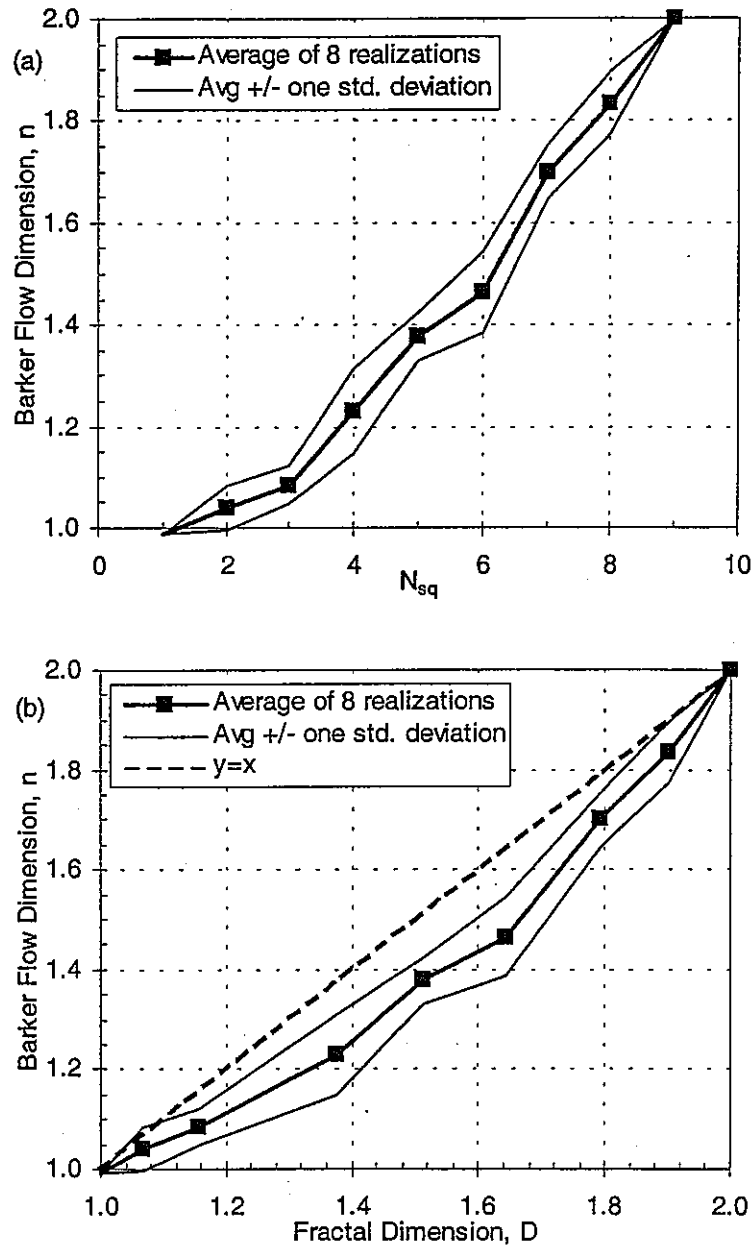 (a)
Average of 8 realizations
Avg +/- one std. deviation
Barker Flow Dimension, n
2.0
1.8
1.6
1.4
1.2
1.0
0 2 4 6 8 10
Nsq
(b)
Average of 8 realizations
Avg +/- one std. deviation
y=x
Barker Flow Dimension, n
2.0
1.8
1.6
1.4
1.2
1.0
1.0 1.2 1.4 1.6 1.8 2.0
Fractal Dimension, D